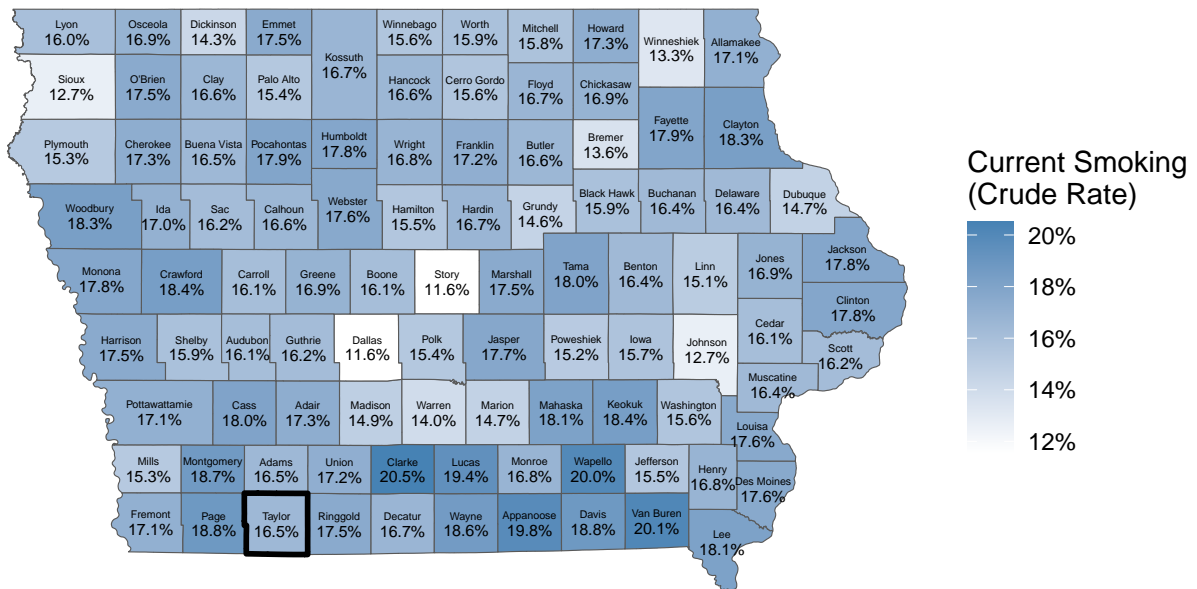 Lyon
16.0%
Osceola
16.9%
Dickinson
14.3%
Emmet
17.5%
Kossuth
16.7%
Winnebago
15.6%
Worth
15.9%
Mitchell
15.8%
Howard
17.3%
Winneshiek
13.3%
Allamakee
17.1%
Sioux
12.7%
O'Brien
17.5%
Clay
16.6%
Palo Alto
15.4%
Hancock
16.6%
Cerro Gordo
15.6%
Floyd
16.7%
Chickasaw
16.9%
Plymouth
15.3%
Cherokee
17.3%
Buena Vista
16.5%
Pocahontas
17.9%
Humboldt
17.8%
Wright
16.8%
Franklin
17.2%
Butler
16.6%
Bremer
13.6%
Fayette
17.9%
Clayton
18.3%
Woodbury
18.3%
Ida
17.0%
Sac
16.2%
Calhoun
16.6%
Webster
17.6%
Hamilton
15.5%
Hardin
16.7%
Grundy
14.6%
Black Hawk
15.9%
Buchanan
16.4%
Delaware
16.4%
Dubuque
14.7%
Monona
17.8%
Crawford
18.4%
Carroll
16.1%
Greene
16.9%
Boone
16.1%
Story
11.6%
Marshall
17.5%
Tama
18.0%
Benton
16.4%
Linn
15.1%
Jones
16.9%
Jackson
17.8%
Clinton
17.8%
Harrison
17.5%
Shelby
15.9%
Audubon
16.1%
Guthrie
16.2%
Dallas
11.6%
Polk
15.4%
Jasper
17.7%
Poweshiek
15.2%
Iowa
15.7%
Johnson
12.7%
Cedar
16.1%
Scott
16.2%
Muscatine
16.4%
Pottawattamie
17.1%
Cass
18.0%
Adair
17.3%
Madison
14.9%
Warren
14.0%
Marion
14.7%
Mahaska
18.1%
Keokuk
18.4%
Washington
15.6%
Louisa
17.6%
Mills
15.3%
Montgomery
18.7%
Adams
16.5%
Union
17.2%
Clarke
20.5%
Lucas
19.4%
Monroe
16.8%
Wapello
20.0%
Jefferson
15.5%
Henry
16.8%
Des Moines
17.6%
Fremont
17.1%
Page
18.8%
Taylor
16.5%
Ringgold
17.5%
Decatur
16.7%
Wayne
18.6%
Appanoose
19.8%
Davis
18.8%
Van Buren
20.1%
Lee
18.1%
Current Smoking
(Crude Rate)
20%
18%
16%
14%
12%